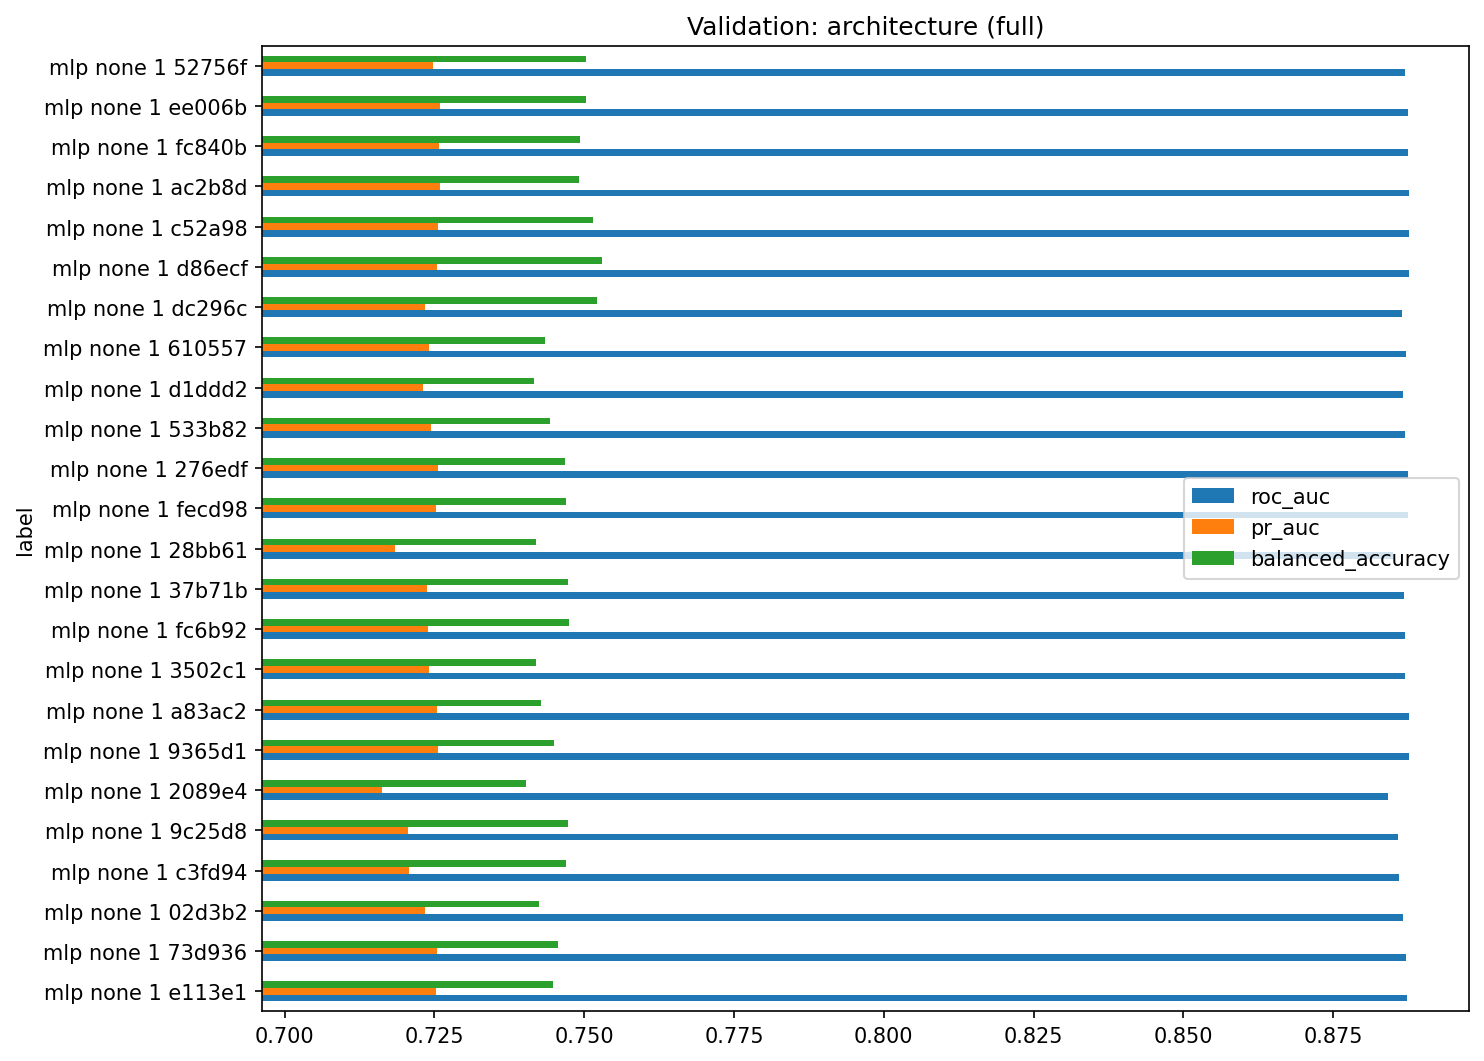 Validation: architecture (full)
mlp none 1 52756f
mlp none 1 ee006b
mlp none 1 fc840b
mlp none 1 ac2b8d
mlp none 1 c52a98
mlp none 1 d86ecf
mlp none 1 dc296c
mlp none 1 610557
mlp none 1 d1ddd2
mlp none 1 533b82
mlp none 1 276edf
mlp none 1 fecd98
mlp none 1 28bb61
mlp none 1 37b71b
mlp none 1 fc6b92
mlp none 1 3502c1
mlp none 1 a83ac2
mlp none 1 9365d1
mlp none 1 2089e4
mlp none 1 9c25d8
mlp none 1 c3fd94
mlp none 1 02d3b2
mlp none 1 73d936
mlp none 1 e113e1
label
roc_auc
pr_auc
balanced_accuracy
0.700 0.725 0.750 0.775 0.800 0.825 0.850 0.875